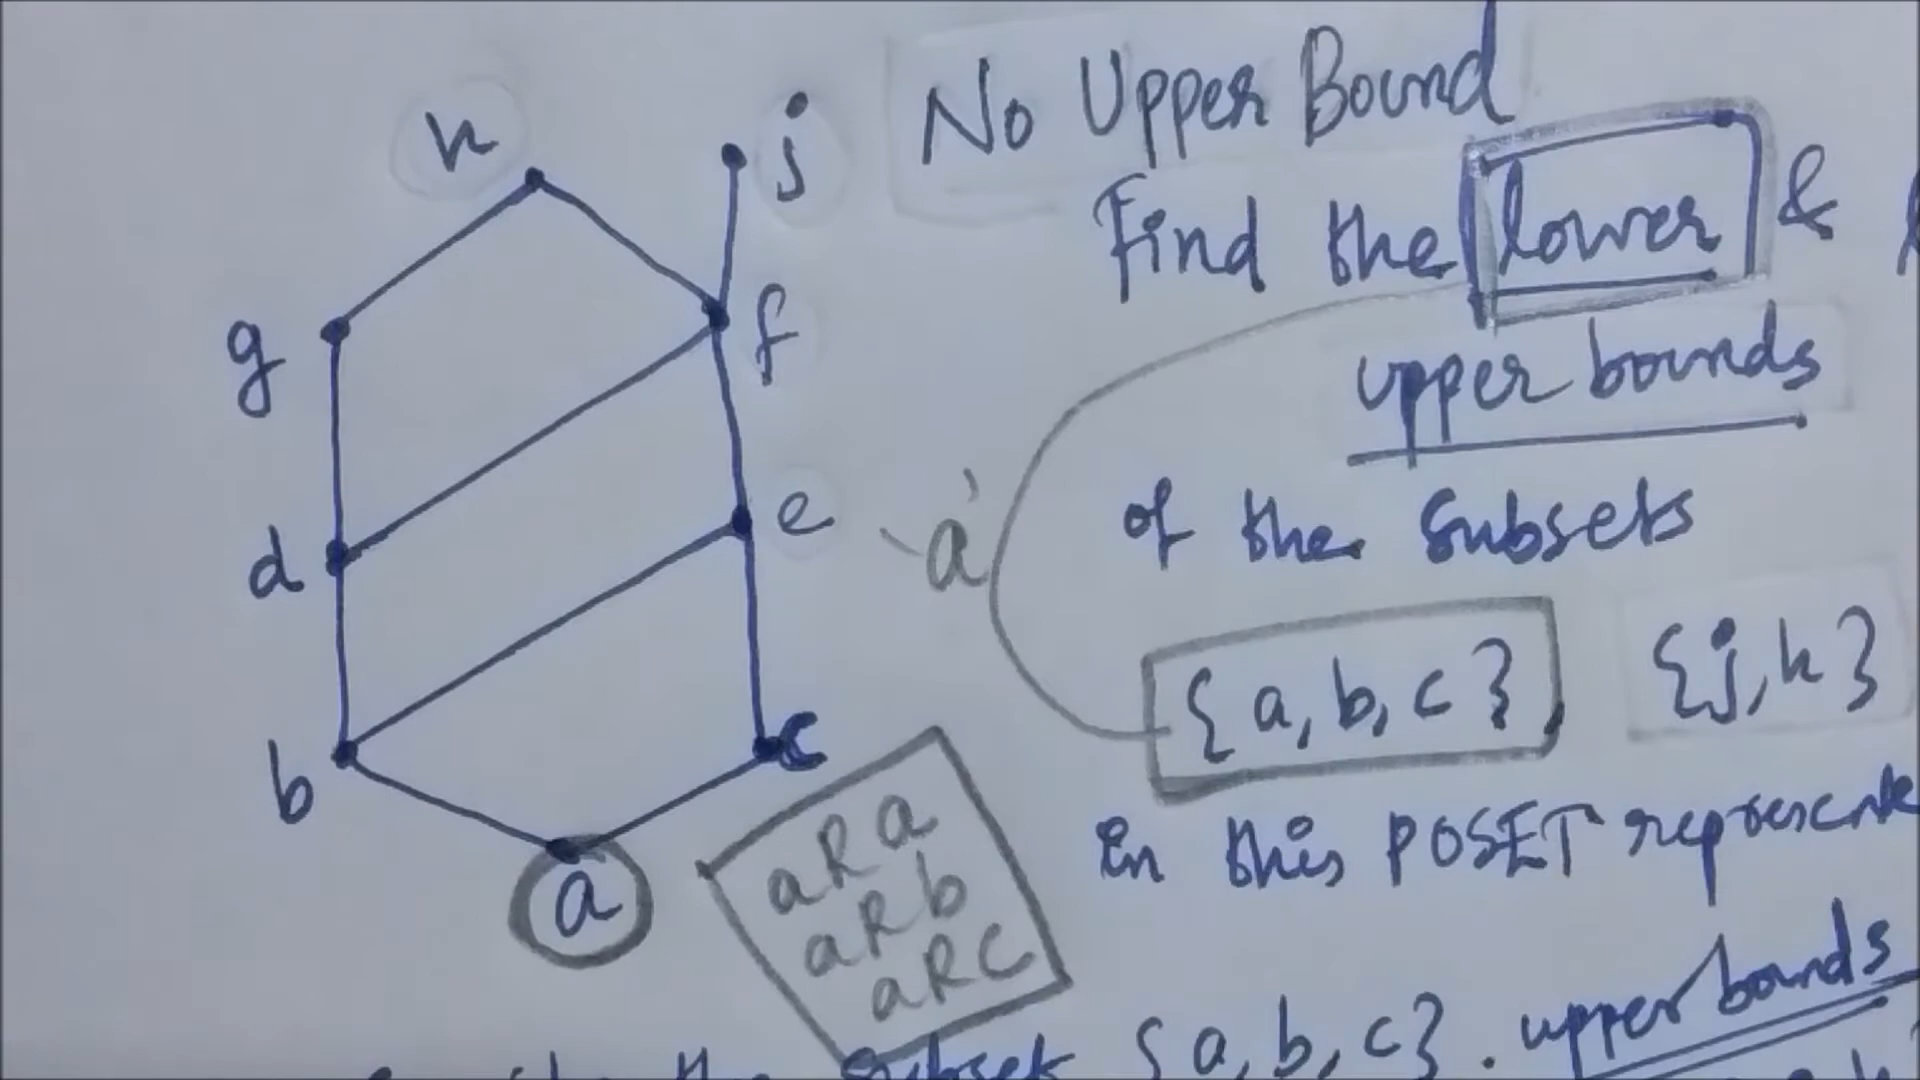 h
j
g
f
d
e
b
c
a
No Upper Bound
Find the lower &
upper bounds
'a'
of the subsets
{a, b, c}, {j, h}
in this POSET
aRa
aRb
aRc
subset {a, b, c}. upper bounds